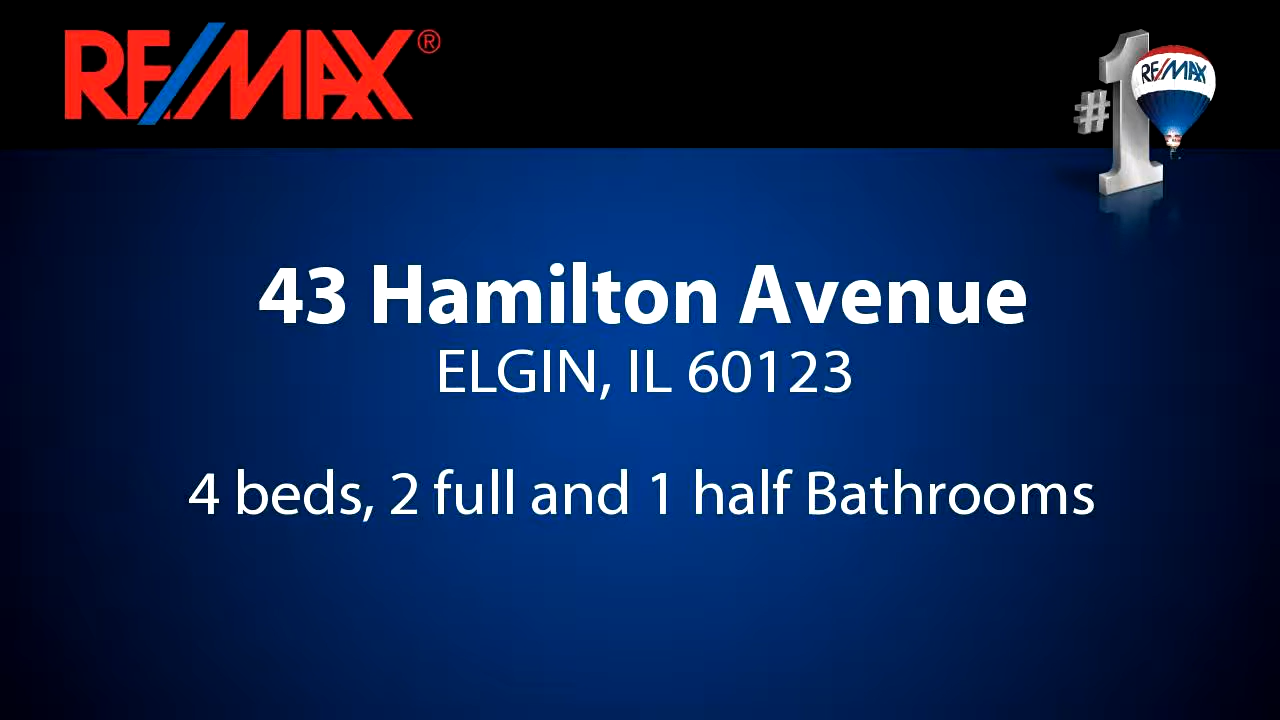 RE/MAX®
#1
RE/MAX
43 Hamilton Avenue
ELGIN, IL 60123
4 beds, 2 full and 1 half Bathrooms